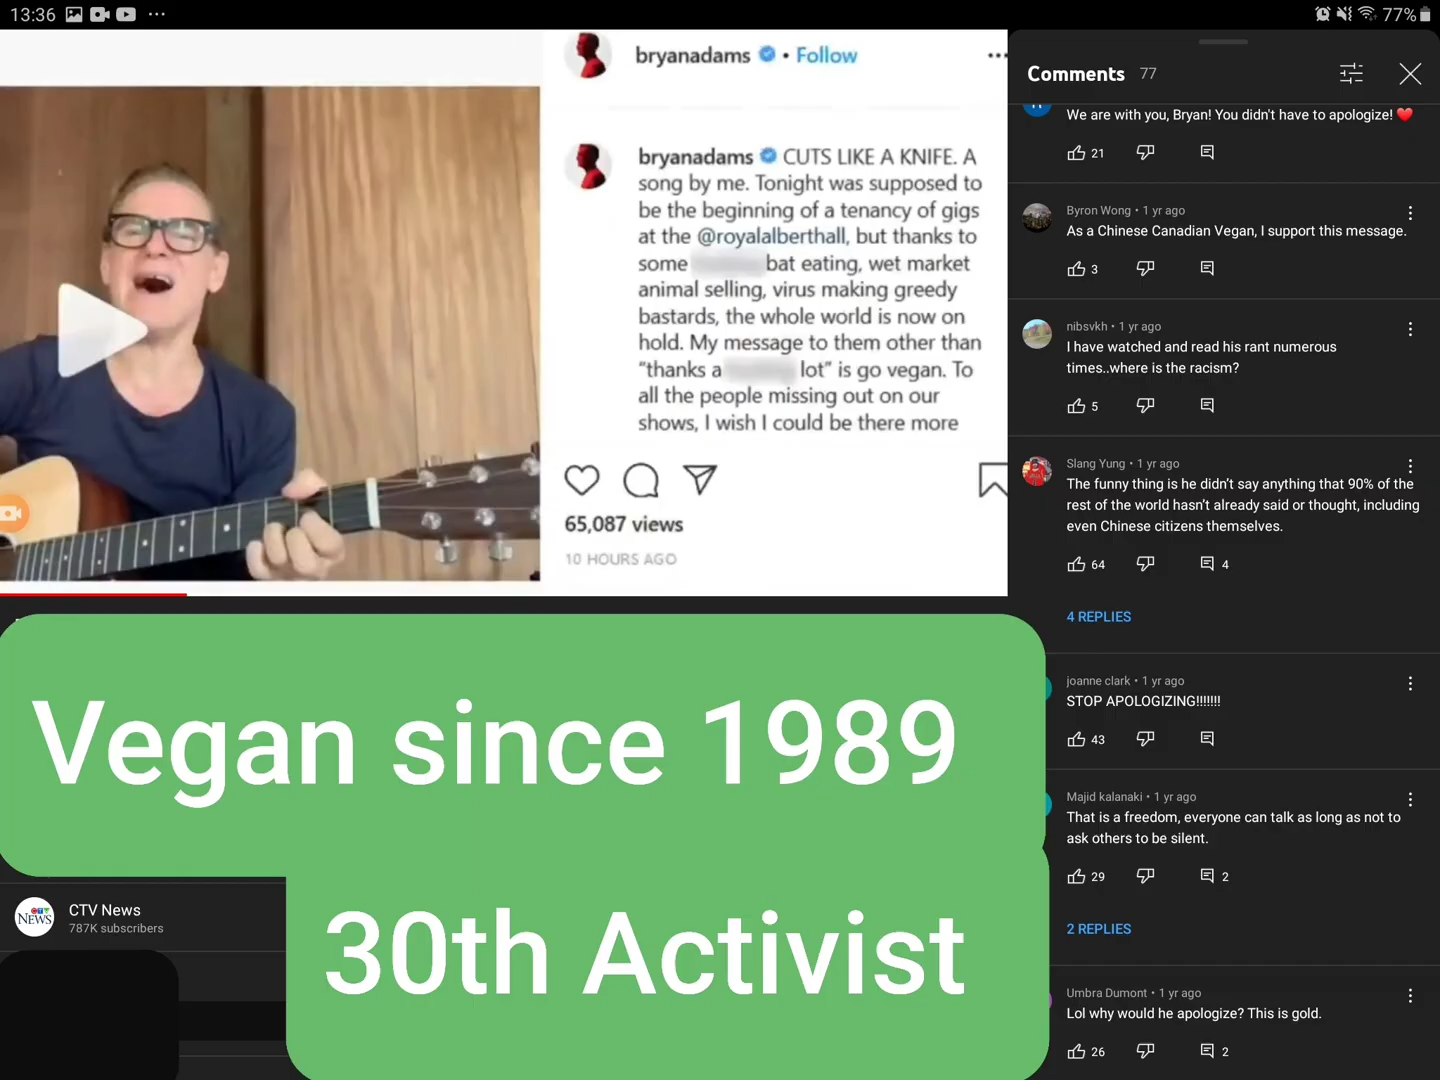 13:36
77%
bryanadams • Follow
bryanadams CUTS LIKE A KNIFE. A
song by me. Tonight was supposed to
be the beginning of a tenancy of gigs
at the @royalalberthall, but thanks to
some bat eating, wet market
animal selling, virus making greedy
bastards, the whole world is now on
hold. My message to them other than
“thanks a lot” is go vegan. To
all the people missing out on our
shows, I wish I could be there more
65,087 views
10 HOURS AGO
Vegan since 1989
30th Activist
NEWS
CTV News
787K subscribers
Comments 77
We are with you, Bryan! You didn't have to apologize! ❤️
21
Byron Wong • 1 yr ago
As a Chinese Canadian Vegan, I support this message.
3
nibsvkh • 1 yr ago
I have watched and read his rant numerous
times..where is the racism?
5
Slang Yung • 1 yr ago
The funny thing is he didn't say anything that 90% of the
rest of the world hasn't already said or thought, including
even Chinese citizens themselves.
64 4
4 REPLIES
joanne clark • 1 yr ago
STOP APOLOGIZING!!!!!!!
43
Majid kalanaki • 1 yr ago
That is a freedom, everyone can talk as long as not to
ask others to be silent.
29 2
2 REPLIES
Umbra Dumont • 1 yr ago
Lol why would he apologize? This is gold.
26 2